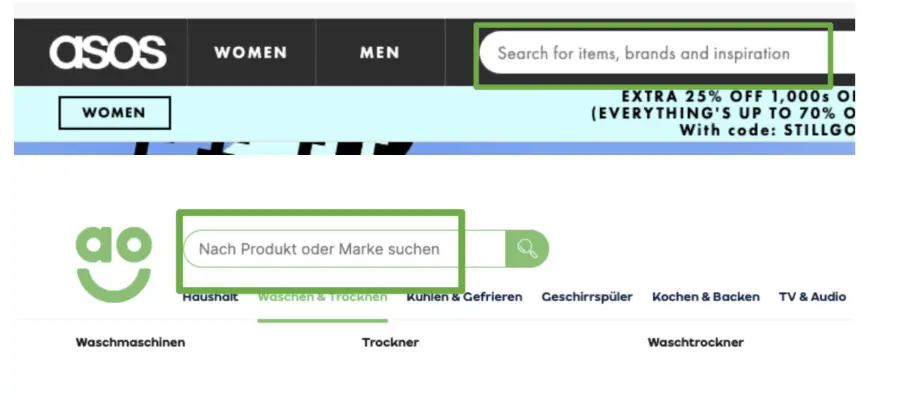 asos WOMEN MEN Search for items, brands and inspiration
WOMEN
EXTRA 25% OFF 1,000s O
(EVERYTHING'S UP TO 70% O
With code: STILLGO
ao
Nach Produkt oder Marke suchen
Haushalt Waschen & Trocknen Kühlen & Gefrieren Geschirrspüler Kochen & Backen TV & Audio
Waschmaschinen Trockner Waschtrockner